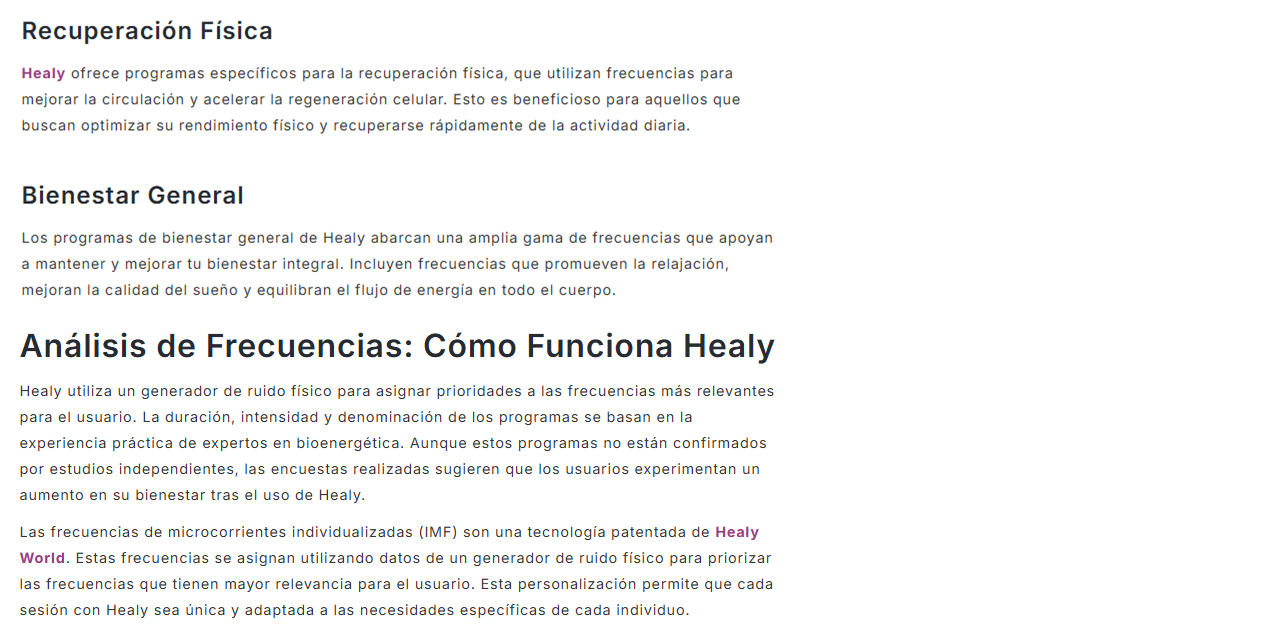 Recuperación Física
Healy ofrece programas específicos para la recuperación física, que utilizan frecuencias para
mejorar la circulación y acelerar la regeneración celular. Esto es beneficioso para aquellos que
buscan optimizar su rendimiento físico y recuperarse rápidamente de la actividad diaria.
Bienestar General
Los programas de bienestar general de Healy abarcan una amplia gama de frecuencias que apoyan
a mantener y mejorar tu bienestar integral. Incluyen frecuencias que promueven la relajación,
mejoran la calidad del sueño y equilibran el flujo de energía en todo el cuerpo.
Análisis de Frecuencias: Cómo Funciona Healy
Healy utiliza un generador de ruido físico para asignar prioridades a las frecuencias más relevantes
para el usuario. La duración, intensidad y denominación de los programas se basan en la
experiencia práctica de expertos en bioenergética. Aunque estos programas no están confirmados
por estudios independientes, las encuestas realizadas sugieren que los usuarios experimentan un
aumento en su bienestar tras el uso de Healy.
Las frecuencias de microcorrientes individualizadas (IMF) son una tecnología patentada de Healy
World. Estas frecuencias se asignan utilizando datos de un generador de ruido físico para priorizar
las frecuencias que tienen mayor relevancia para el usuario. Esta personalización permite que cada
sesión con Healy sea única y adaptada a las necesidades específicas de cada individuo.